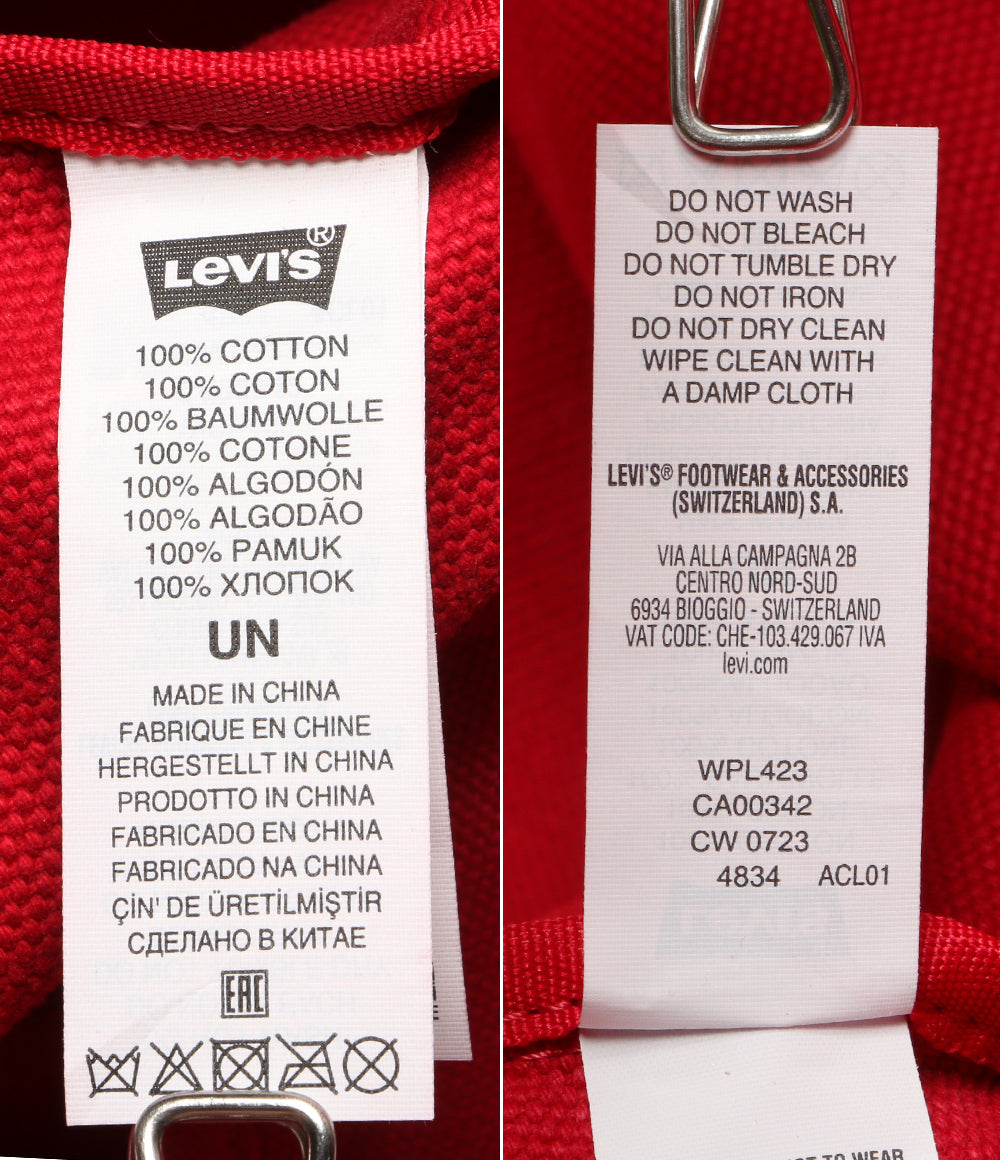 Levi's®
100% COTTON
100% COTON
100% BAUMWOLLE
100% COTONE
100% ALGODÓN
100% ALGODÃO
100% PAMUK
100% ХЛОПОК
UN
MADE IN CHINA
FABRIQUE EN CHINE
HERGESTELLT IN CHINA
PRODOTTO IN CHINA
FABRICADO EN CHINA
FABRICADO NA CHINA
ÇİN' DE ÜRETİLMİŞTİR
СДЕЛАНО В КИТАЕ
EAC
DO NOT WASH
DO NOT BLEACH
DO NOT TUMBLE DRY
DO NOT IRON
DO NOT DRY CLEAN
WIPE CLEAN WITH
A DAMP CLOTH
LEVI'S® FOOTWEAR & ACCESSORIES
(SWITZERLAND) S.A.
VIA ALLA CAMPAGNA 2B
CENTRO NORD-SUD
6934 BIOGGIO - SWITZERLAND
VAT CODE: CHE-103.429.067 IVA
levi.com
WPL423
CA00342
CW 0723
4834 ACL01
TO WEAR